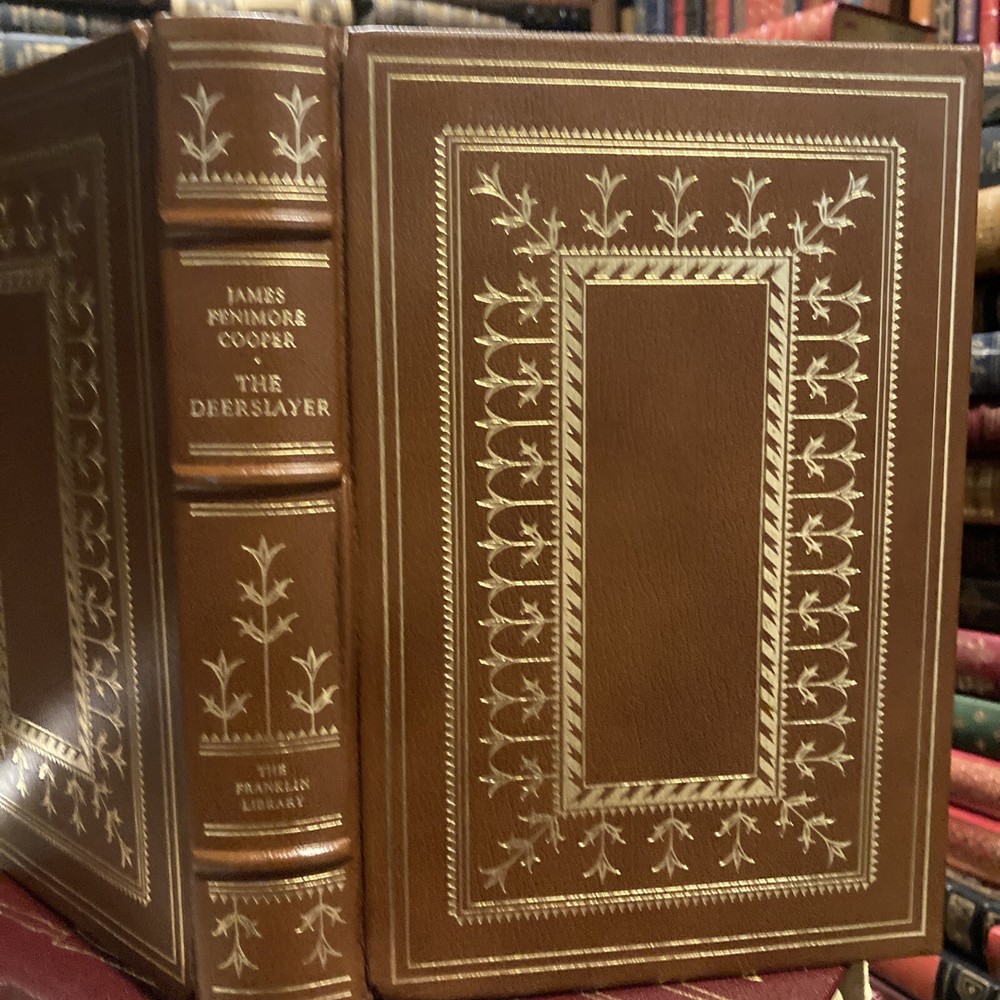 JAMES
FENIMORE
COOPER
THE
DEERSLAYER
THE
FRANKLIN
LIBRARY